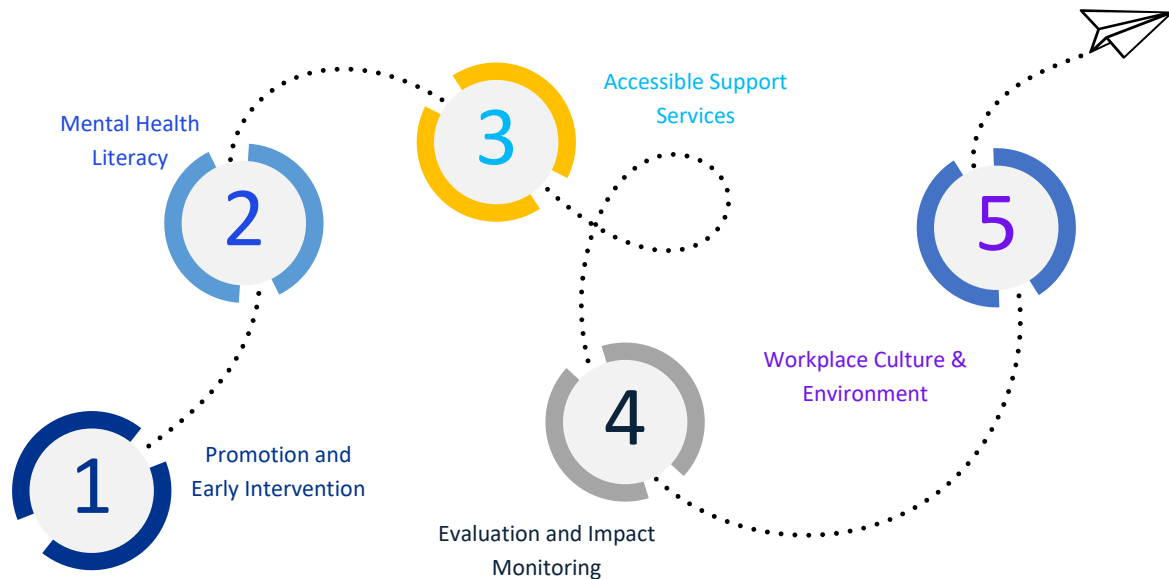 1
Promotion and
Early Intervention
2
Mental Health
Literacy
3
Accessible Support
Services
4
Evaluation and Impact
Monitoring
5
Workplace Culture &
Environment